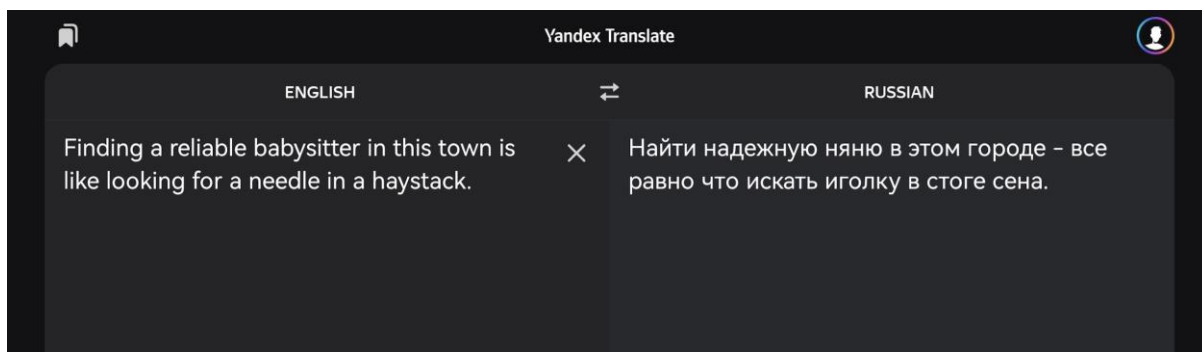 Yandex Translate
ENGLISH
RUSSIAN
Finding a reliable babysitter in this town is
like looking for a needle in a haystack.
Найти надежную няню в этом городе – все
равно что искать иголку в стоге сена.